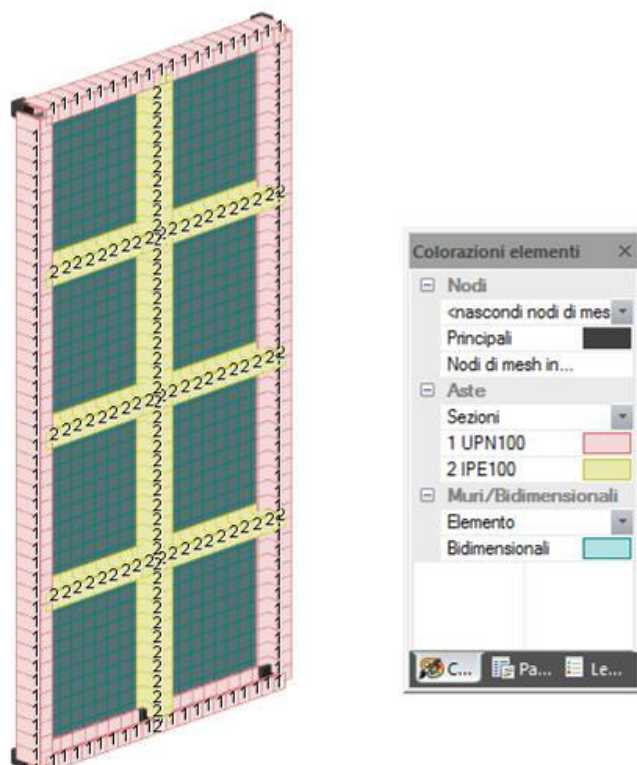 Colorazioni elementi
Nodi
<nascondi nodi di mes
Principali
Nodi di mesh in...
Aste
Sezioni
1 UPN100
2 IPE100
Muri/Bidimensionali
Elemento
Bidimensionali
C... Pa... Le...